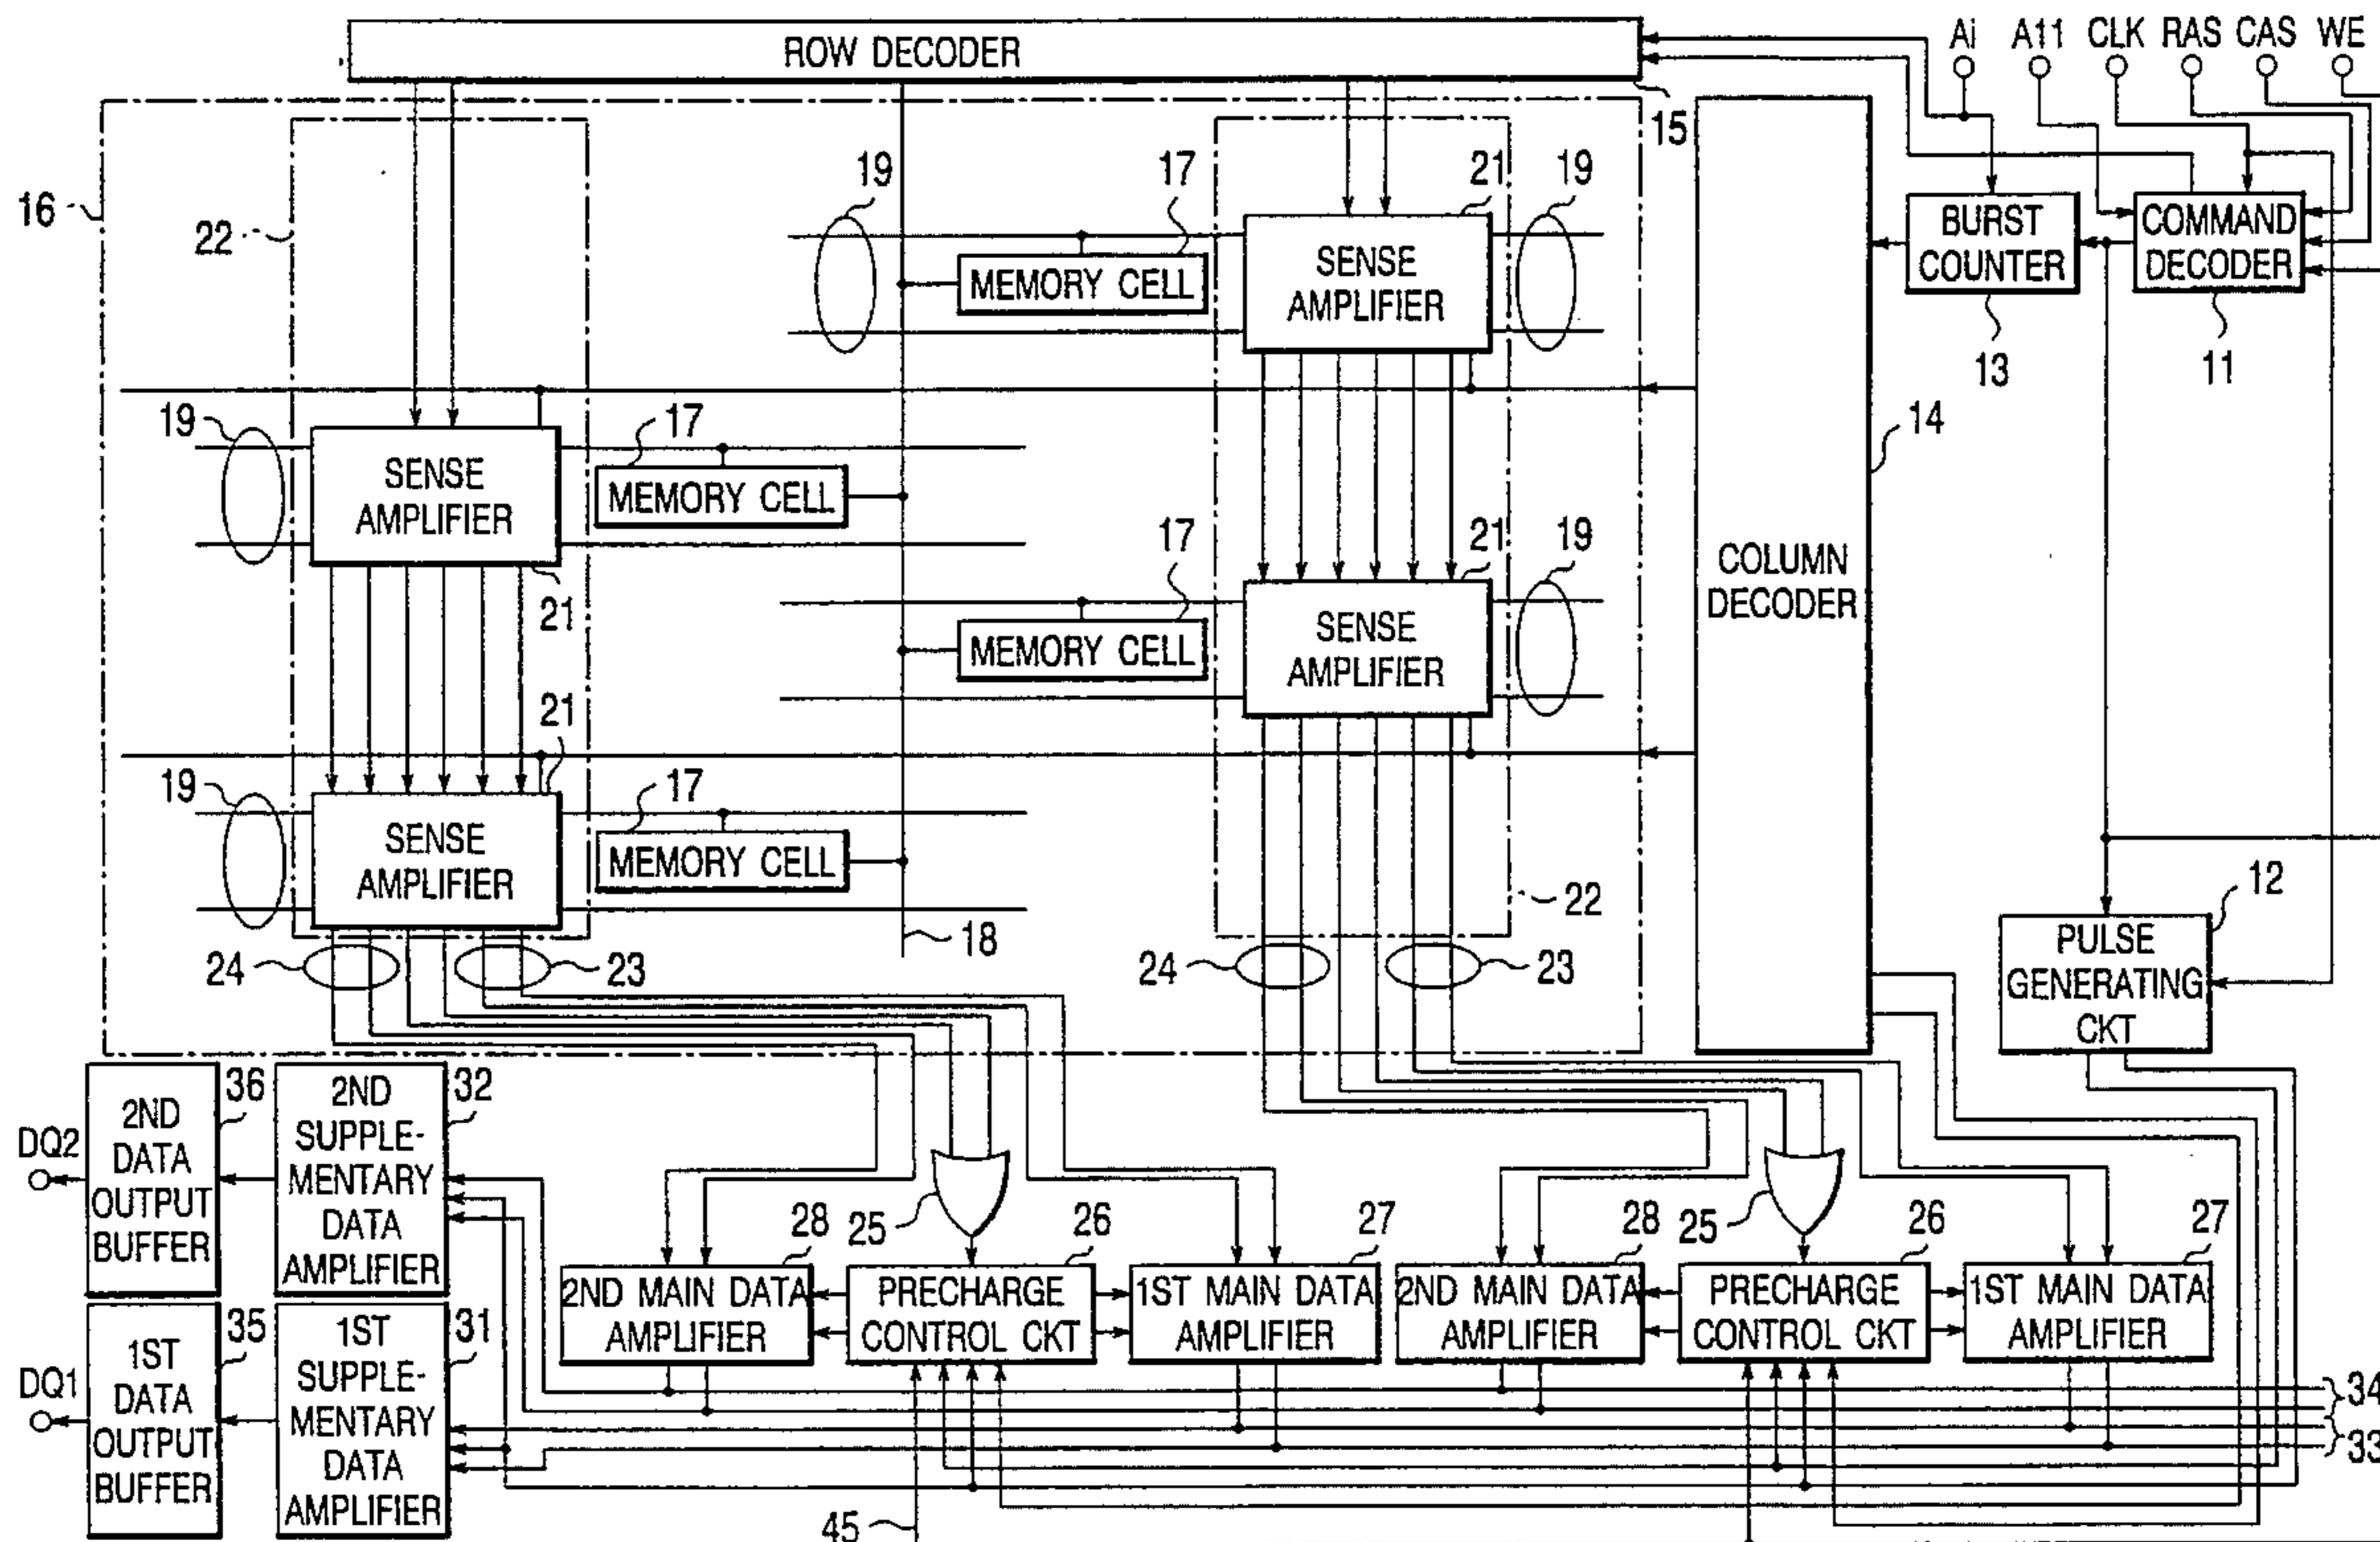 ROW DECODER
Ai A11 CLK RAS CAS WE
15
16
22
19
17
21
19
MEMORY CELL
SENSE
AMPLIFIER
BURST
COUNTER
13
COMMAND
DECODER
11
19
17
SENSE
AMPLIFIER
MEMORY CELL
21
14
17
21
19
MEMORY CELL
SENSE
AMPLIFIER
COLUMN
DECODER
21
19
17
SENSE
AMPLIFIER
MEMORY CELL
22
12
18
24
23
24
23
PULSE
GENERATING
CKT
36
2ND
DATA
OUTPUT
BUFFER
DQ2
32
2ND
SUPPLE-
MENTARY
DATA
AMPLIFIER
28
2ND MAIN DATA
AMPLIFIER
25
26
PRECHARGE
CONTROL CKT
27
1ST MAIN DATA
AMPLIFIER
28
2ND MAIN DATA
AMPLIFIER
25
26
PRECHARGE
CONTROL CKT
27
1ST MAIN DATA
AMPLIFIER
35
1ST
DATA
OUTPUT
BUFFER
DQ1
31
1ST
SUPPLE-
MENTARY
DATA
AMPLIFIER
34
33
45